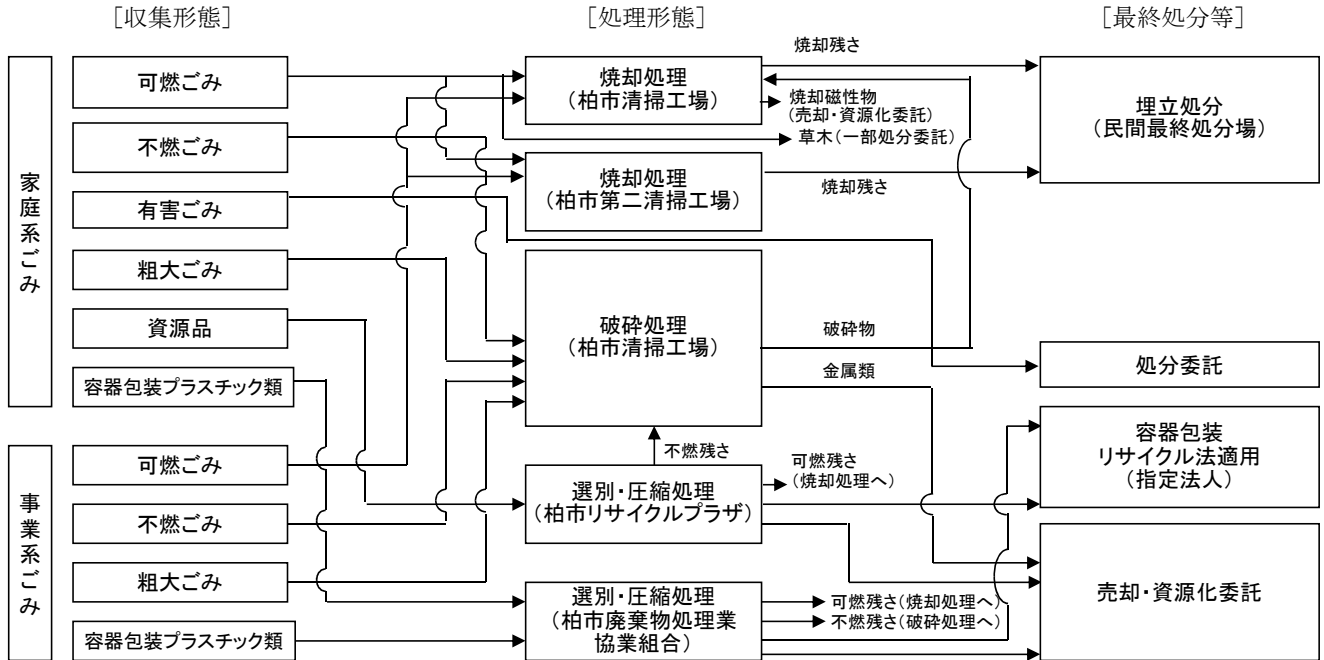 ［収集形態］
［処理形態］
［最終処分等］
家庭系ごみ
可燃ごみ
不燃ごみ
有害ごみ
粗大ごみ
資源品
容器包装プラスチック類
事業系ごみ
可燃ごみ
不燃ごみ
粗大ごみ
容器包装プラスチック類
焼却処理
（柏市清掃工場）
焼却残さ
焼却磁性物
（売却・資源化委託）
草木（一部処分委託）
焼却処理
（柏市第二清掃工場）
焼却残さ
破砕処理
（柏市清掃工場）
破砕物
金属類
不燃残さ
選別・圧縮処理
（柏市リサイクルプラザ）
可燃残さ
（焼却処理へ）
選別・圧縮処理
（柏市廃棄物処理業
協業組合）
可燃残さ（焼却処理へ）
不燃残さ（破砕処理へ）
埋立処分
（民間最終処分場）
処分委託
容器包装
リサイクル法適用
（指定法人）
売却・資源化委託